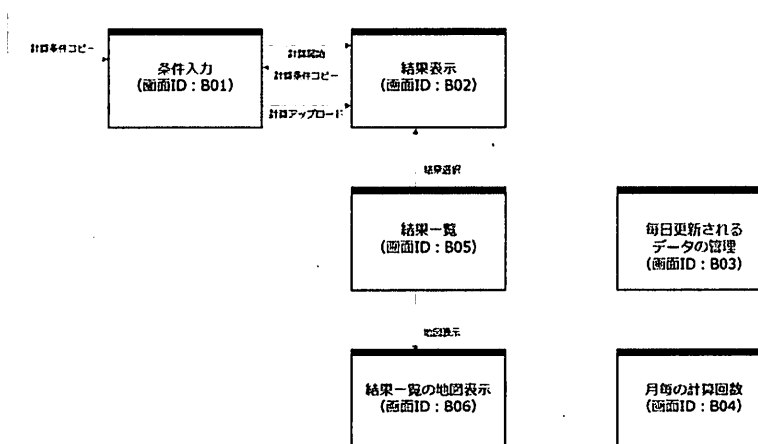 計算条件コピー
条件入力
(画面ID：B01)
計算開始
計算条件コピー
計算アップロード
結果表示
(画面ID：B02)
結果選択
結果一覧
(画面ID：B05)
毎日更新される
データの管理
(画面ID：B03)
地図表示
結果一覧の地図表示
(画面ID：B06)
月毎の計算回数
(画面ID：B04)